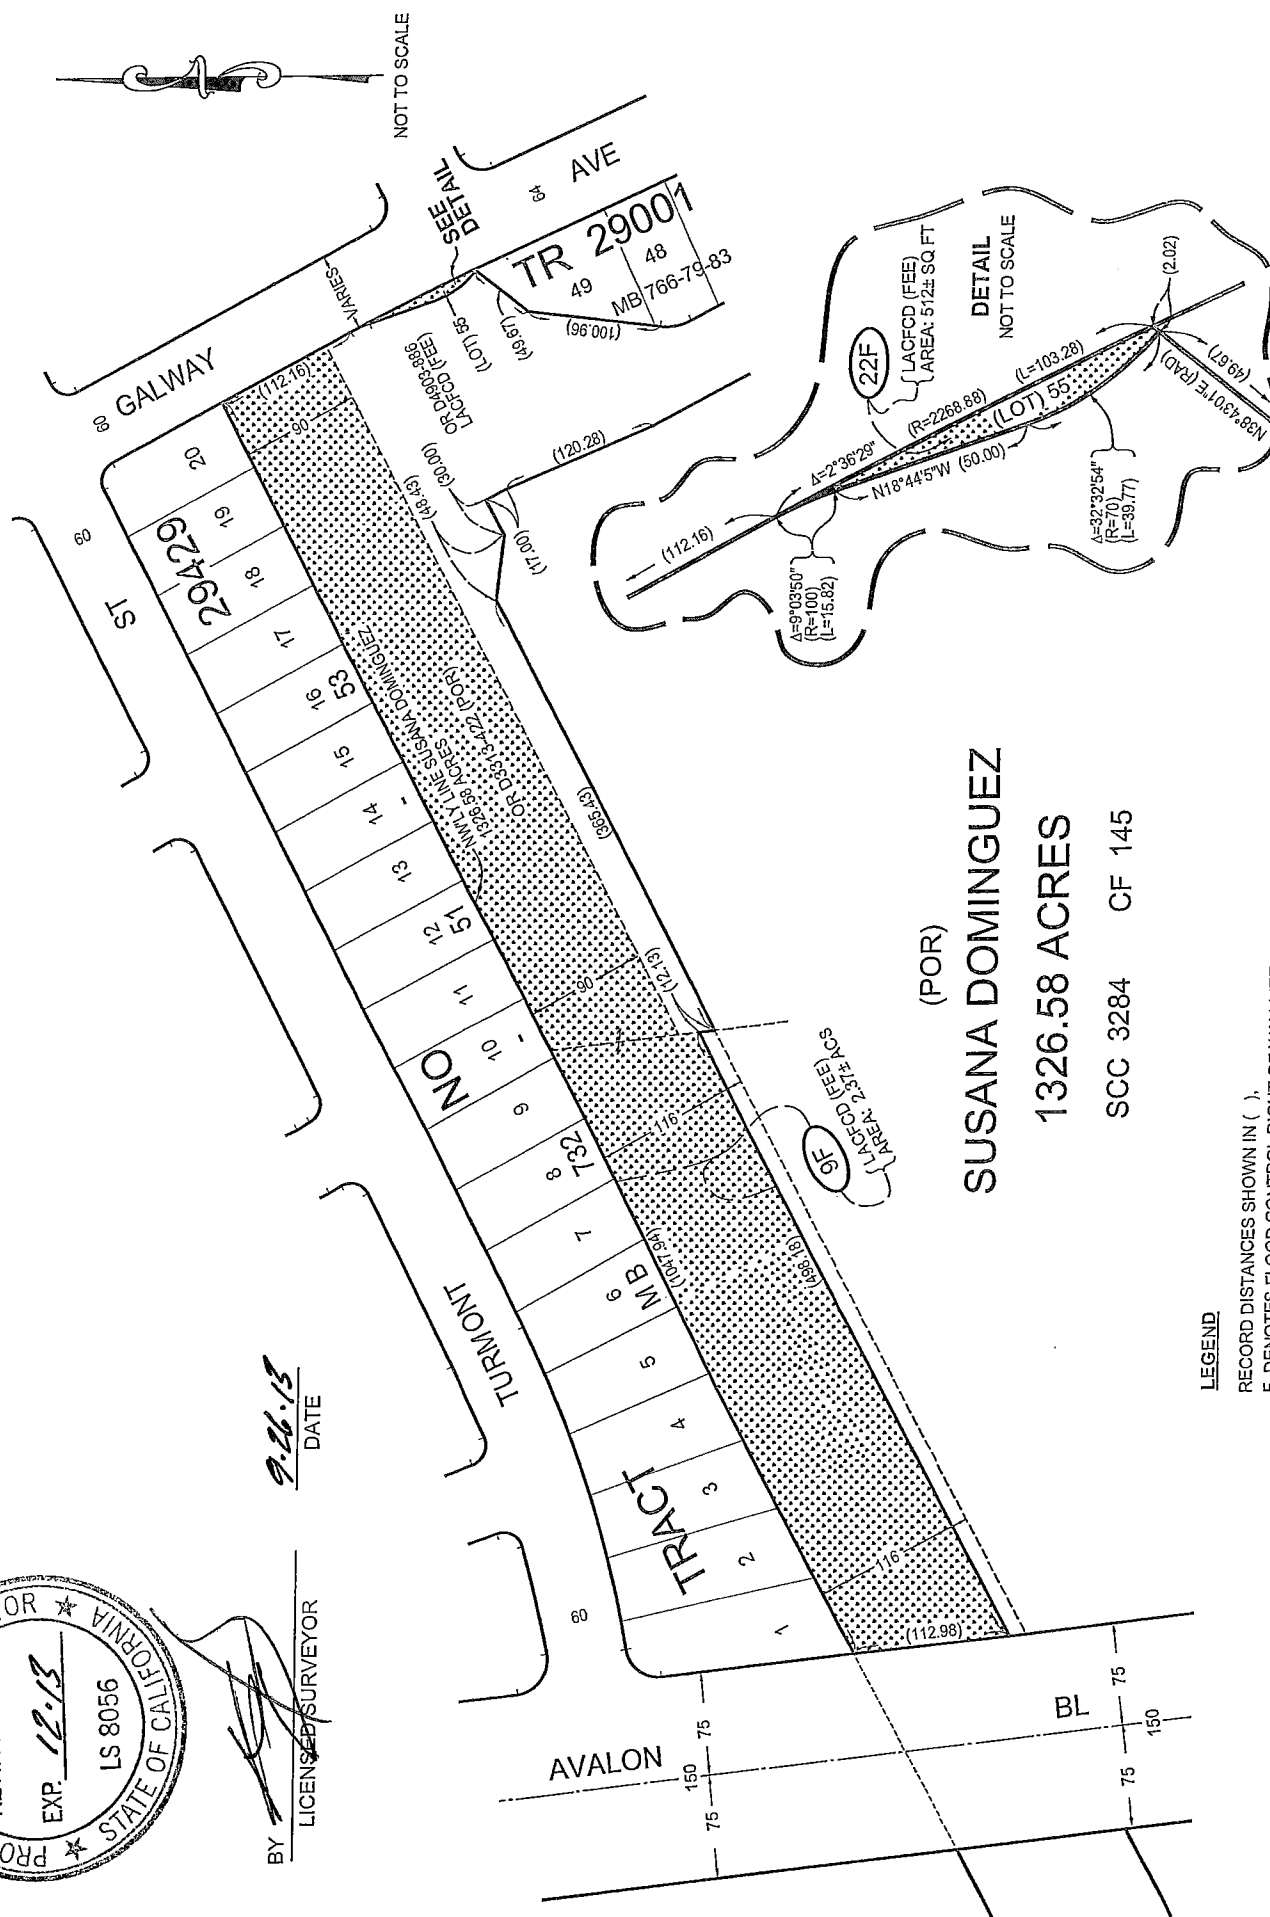 NOT TO SCALE
OR
PRO
STATE OF CALIFORNIA
EXP. 12·13
LS 8056
BY
LICENSED SURVEYOR
9·26·13
DATE
60
GALWAY
AVE
64
VARIES
SEE
DETAIL
TR 29001
49
48
MB 766-79-83
(49.67)
(100.96)
(LOT) 55
OR D4903-886
LACFCD (FEE)
(112.16)
90
(30.00)
(48.43)
(120.28)
(17.00)
60
TURMONT
ST
60
TRACT
NO
29429
MB
732
51
-
53
1
2
3
4
5
6
7
8
9
10
11
12
13
14
15
16
17
18
19
20
NW'LY LINE SUSANA DOMINGUEZ
1326.58 ACRES
OR D3313-422 (POR)
(365.43)
(12.13)
90
116
(1047.94)
(498.18)
116
(112.98)
9F
LACFCD (FEE)
AREA: 2.37± ACS
AVALON
BL
75
150
75
75
150
75
22F
LACFCD (FEE)
AREA: 512± SQ FT
DETAIL
NOT TO SCALE
(112.16)
Δ=2°36'29"
(R=2268.88)
(L=103.28)
(LOT) 55
N18°44'5"W (50.00)
Δ=9°03'50"
(R=100)
(L=15.82)
Δ=32°32'54"
(R=70)
(L=39.77)
(2.02)
(49.67)
N38°43'01"E (RAD)
(POR)
SUSANA DOMINGUEZ
1326.58 ACRES
SCC 3284 CF 145
LEGEND
RECORD DISTANCES SHOWN IN ( ),